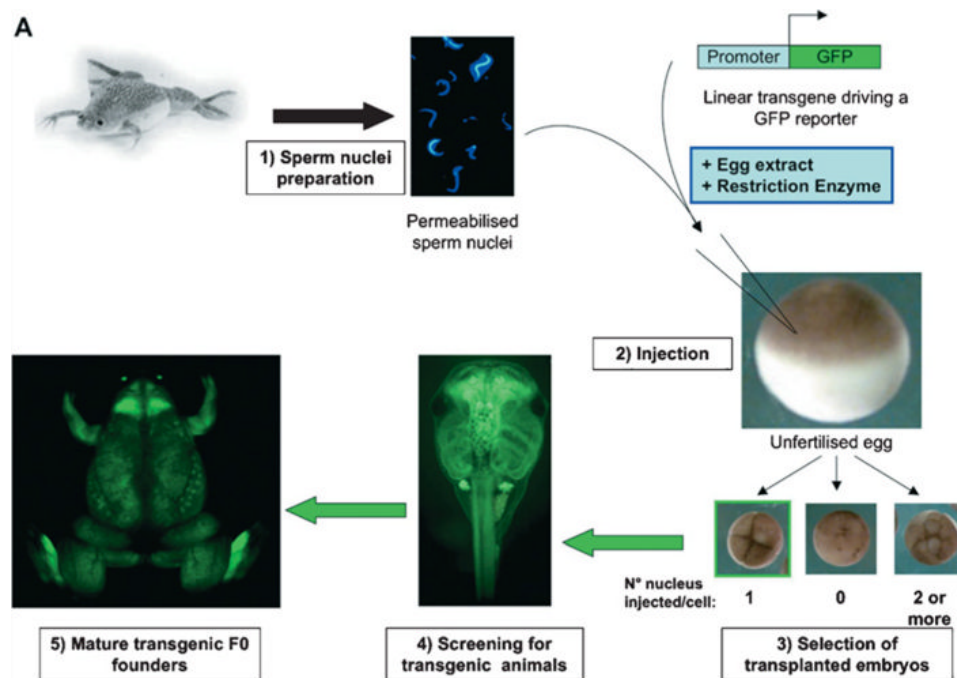 A
Promoter
GFP
Linear transgene driving a
GFP reporter
1) Sperm nuclei
preparation
+ Egg extract
+ Restriction Enzyme
Permeabilised
sperm nuclei
2) Injection
Unfertilised egg
N° nucleus
injected/cell:
1
0
2 or
more
5) Mature transgenic F0
founders
4) Screening for
transgenic animals
3) Selection of
transplanted embryos